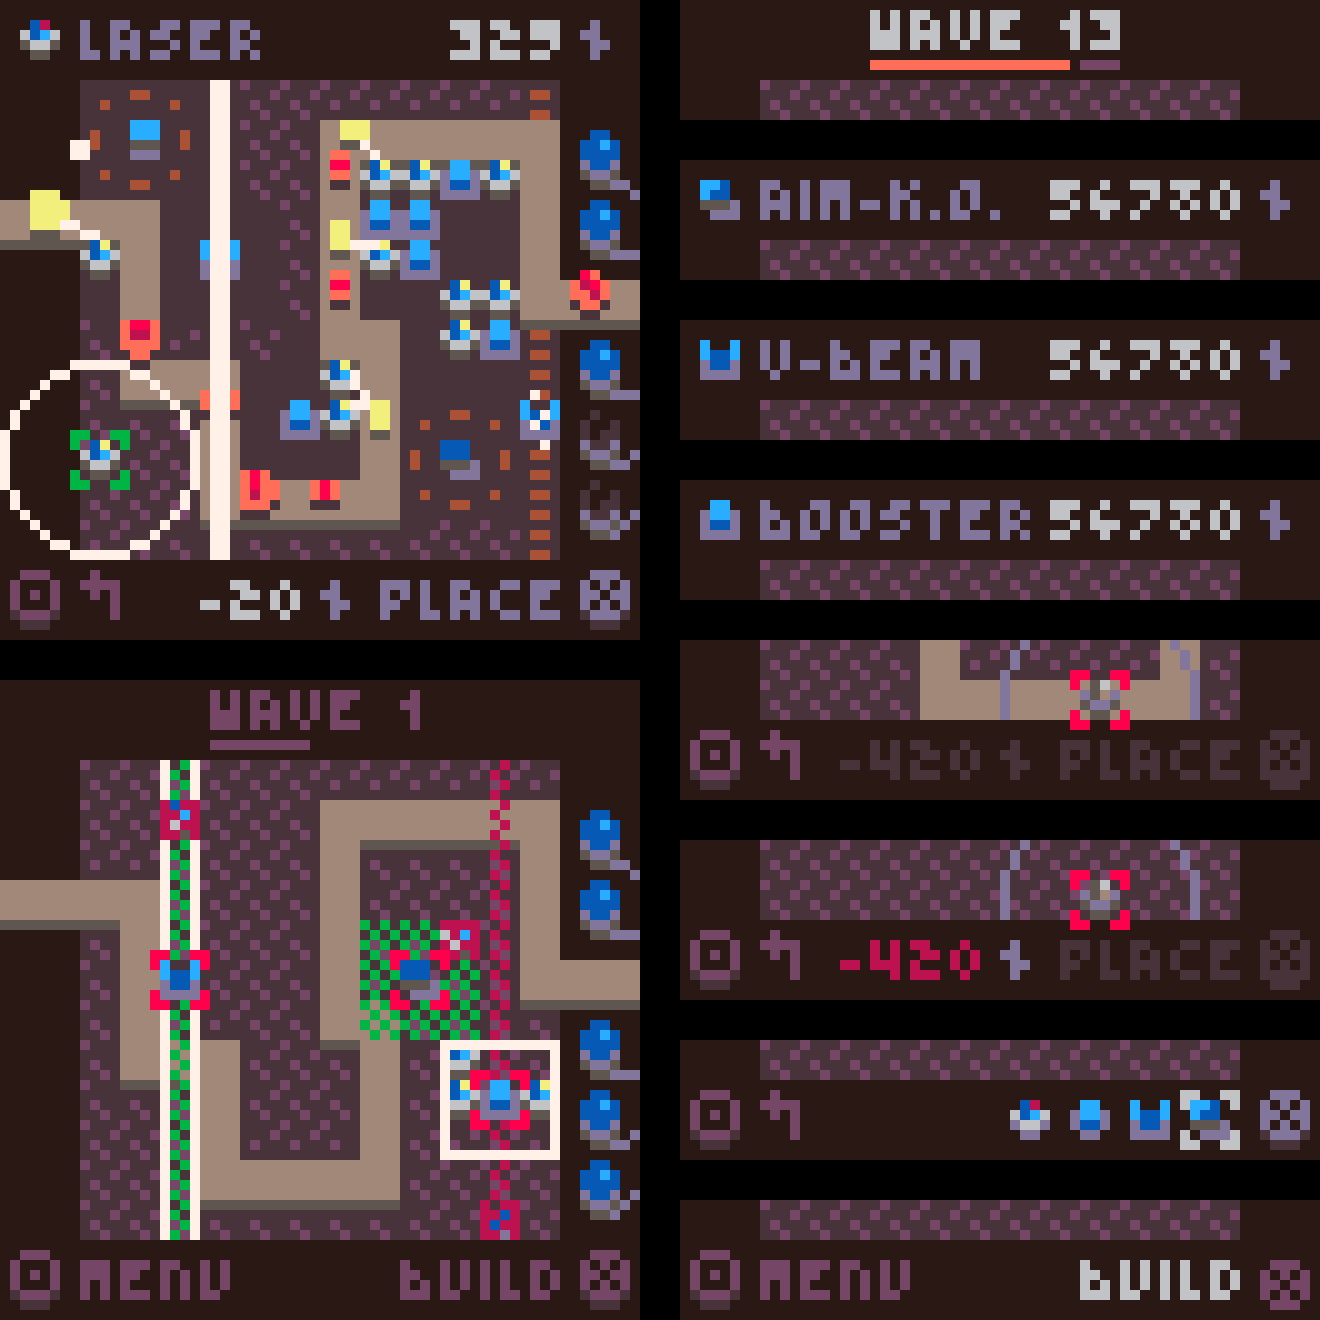 LASER 329
-20 PLACE
WAVE 1
MENU BUILD
WAVE 13
AIM-K.O. 54780
V-BEAM 54780
BOOSTER 54780
-420 PLACE
-420 PLACE
MENU BUILD